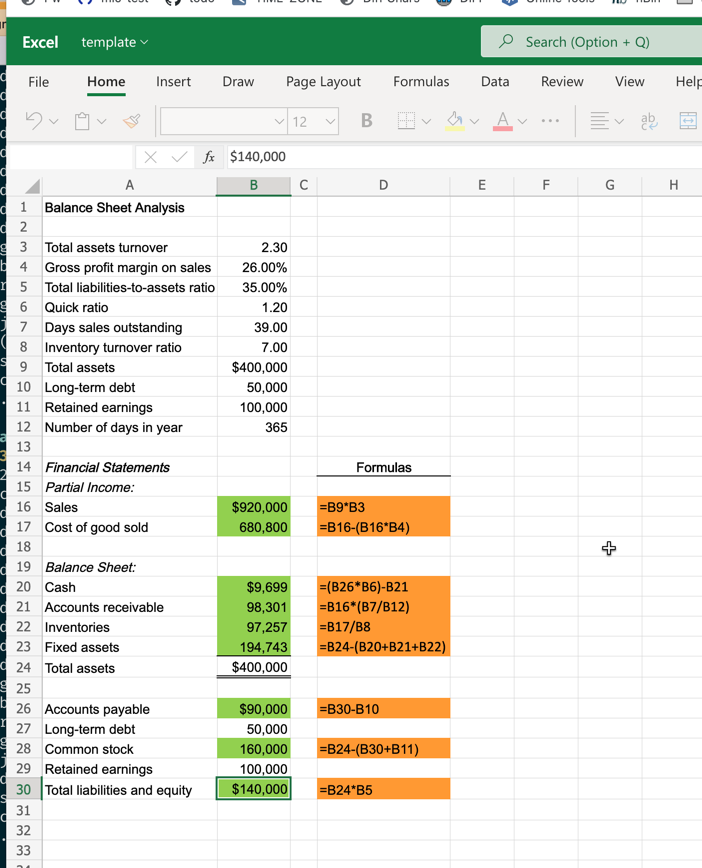 Excel template
Search (Option + Q)
File Home Insert Draw Page Layout Formulas Data Review View Help
12 B A ab
fx $140,000
A B C D E F G H
1 Balance Sheet Analysis
2
3 Total assets turnover 2.30
4 Gross profit margin on sales 26.00%
5 Total liabilities-to-assets ratio 35.00%
6 Quick ratio 1.20
7 Days sales outstanding 39.00
8 Inventory turnover ratio 7.00
9 Total assets $400,000
10 Long-term debt 50,000
11 Retained earnings 100,000
12 Number of days in year 365
13
14 Financial Statements Formulas
15 Partial Income:
16 Sales $920,000 =B9*B3
17 Cost of good sold 680,800 =B16-(B16*B4)
18
19 Balance Sheet:
20 Cash $9,699 =(B26*B6)-B21
21 Accounts receivable 98,301 =B16*(B7/B12)
22 Inventories 97,257 =B17/B8
23 Fixed assets 194,743 =B24-(B20+B21+B22)
24 Total assets $400,000
25
26 Accounts payable $90,000 =B30-B10
27 Long-term debt 50,000
28 Common stock 160,000 =B24-(B30+B11)
29 Retained earnings 100,000
30 Total liabilities and equity $140,000 =B24*B5
31
32
33